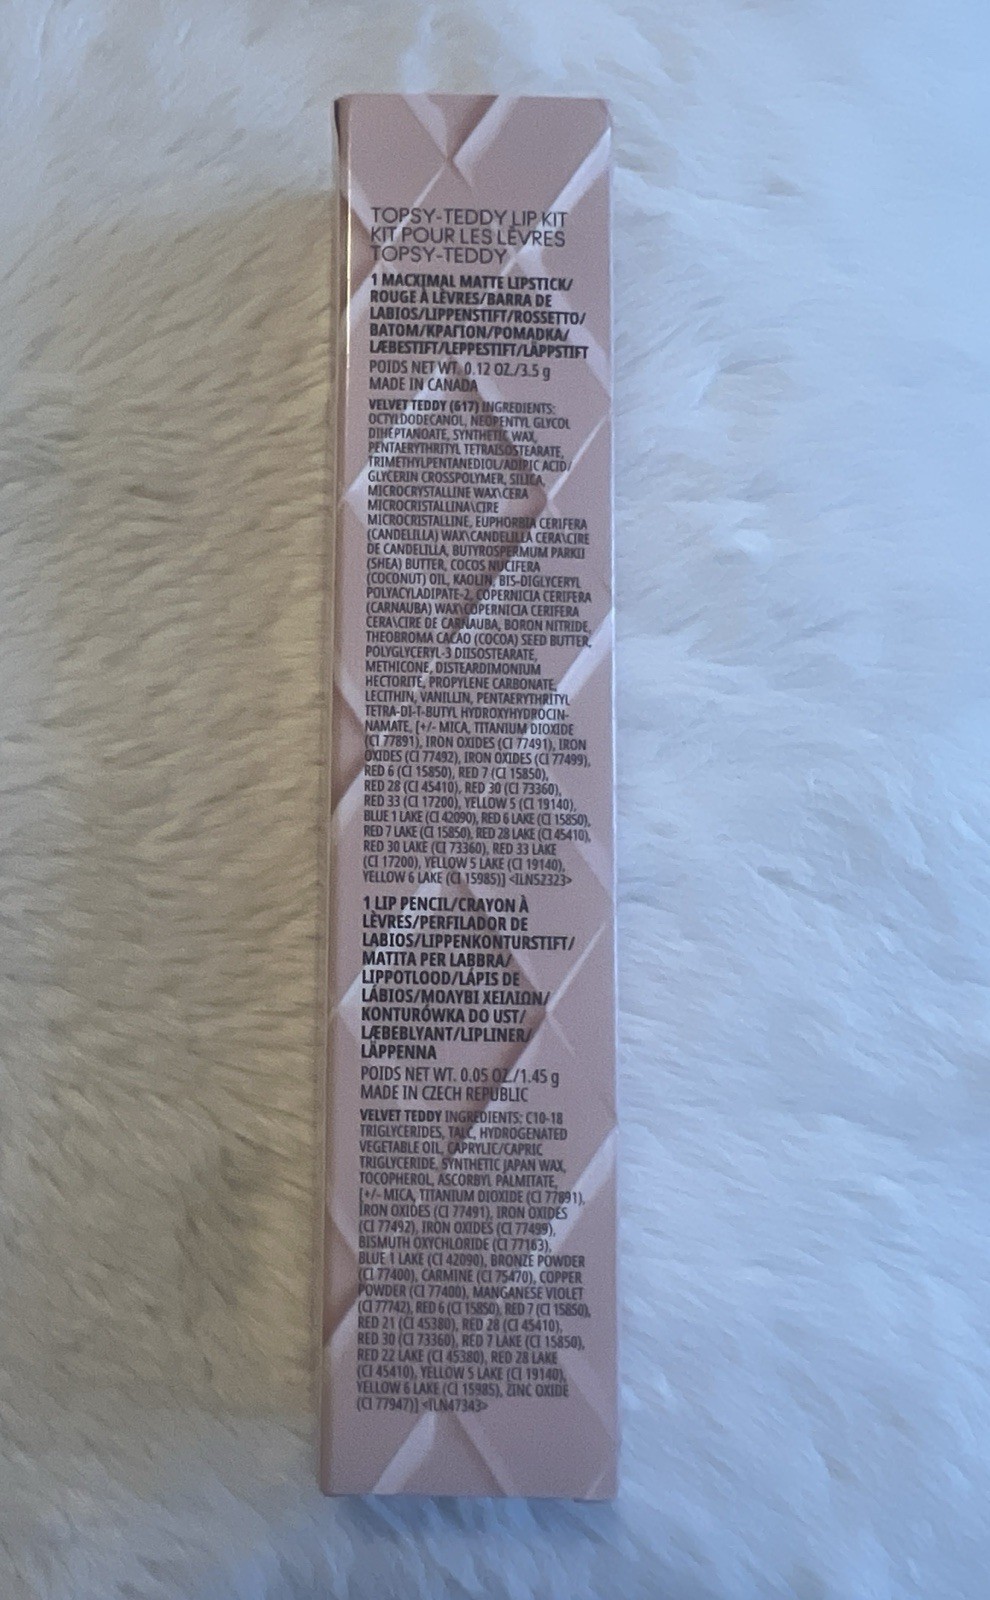 TOPSY-TEDDY LIP KIT
KIT POUR LES LÈVRES
TOPSY-TEDDY
1 MACXIMAL MATTE LIPSTICK/
ROUGE À LÈVRES/BARRA DE
LABIOS/LIPPENSTIFT/ROSSETTO/
BATOM/ΚΡΑΓΙΟΝ/POMADKA/
LÆBESTIFT/LEPPESTIFT/LÄPPSTIFT
POIDS NET WT. 0.12 OZ./3.5 g
MADE IN CANADA
VELVET TEDDY (617) INGREDIENTS:
OCTYLDODECANOL, NEOPENTYL GLYCOL
DIHEPTANOATE, SYNTHETIC WAX,
PENTAERYTHRITYL TETRAISOSTEARATE,
TRIMETHYLPENTANEDIOL/ADIPIC ACID/
GLYCERIN CROSSPOLYMER, SILICA,
MICROCRYSTALLINE WAX\CERA
MICROCRISTALLINA\CIRE
MICROCRISTALLINE, EUPHORBIA CERIFERA
(CANDELILLA) WAX\CANDELILLA CERA\CIRE
DE CANDELILLA, BUTYROSPERMUM PARKII
(SHEA) BUTTER, COCOS NUCIFERA
(COCONUT) OIL, KAOLIN, BIS-DIGLYCERYL
POLYACYLADIPATE-2, COPERNICIA CERIFERA
(CARNAUBA) WAX\COPERNICIA CERIFERA
CERA\CIRE DE CARNAUBA, BORON NITRIDE,
THEOBROMA CACAO (COCOA) SEED BUTTER,
POLYGLYCERYL-3 DIISOSTEARATE,
METHICONE, DISTEARDIMONIUM
HECTORITE, PROPYLENE CARBONATE,
LECITHIN, VANILLIN, PENTAERYTHRITYL
TETRA-DI-T-BUTYL HYDROXYHYDROCIN-
NAMATE, [+/- MICA, TITANIUM DIOXIDE
(CI 77891), IRON OXIDES (CI 77491), IRON
OXIDES (CI 77492), IRON OXIDES (CI 77499),
RED 6 (CI 15850), RED 7 (CI 15850),
RED 28 (CI 45410), RED 30 (CI 73360),
RED 33 (CI 17200), YELLOW 5 (CI 19140),
BLUE 1 LAKE (CI 42090), RED 6 LAKE (CI 15850),
RED 7 LAKE (CI 15850), RED 28 LAKE (CI 45410),
RED 30 LAKE (CI 73360), RED 33 LAKE
(CI 17200), YELLOW 5 LAKE (CI 19140),
YELLOW 6 LAKE (CI 15985)] <ILN52323>
1 LIP PENCIL/CRAYON À
LÈVRES/PERFILADOR DE
LABIOS/LIPPENKONTURSTIFT/
MATITA PER LABBRA/
LIPPOTLOOD/LÁPIS DE
LÁBIOS/ΜΟΛΥΒΙ ΧΕΙΛΙΩΝ/
KONTURÓWKA DO UST/
LÆBEBLYANT/LIPLINER/
LÄPPENNA
POIDS NET WT. 0.05 OZ./1.45 g
MADE IN CZECH REPUBLIC
VELVET TEDDY INGREDIENTS: C10-18
TRIGLYCERIDES, TALC, HYDROGENATED
VEGETABLE OIL, CAPRYLIC/CAPRIC
TRIGLYCERIDE, SYNTHETIC JAPAN WAX,
TOCOPHEROL, ASCORBYL PALMITATE,
[+/- MICA, TITANIUM DIOXIDE (CI 77891),
IRON OXIDES (CI 77491), IRON OXIDES
(CI 77492), IRON OXIDES (CI 77499),
BISMUTH OXYCHLORIDE (CI 77163),
BLUE 1 LAKE (CI 42090), BRONZE POWDER
(CI 77400), CARMINE (CI 75470), COPPER
POWDER (CI 77400), MANGANESE VIOLET
(CI 77742), RED 6 (CI 15850), RED 7 (CI 15850),
RED 21 (CI 45380), RED 28 (CI 45410),
RED 30 (CI 73360), RED 7 LAKE (CI 15850),
RED 22 LAKE (CI 45380), RED 28 LAKE
(CI 45410), YELLOW 5 LAKE (CI 19140),
YELLOW 6 LAKE (CI 15985), ZINC OXIDE
(CI 77947)] <ILN47343>